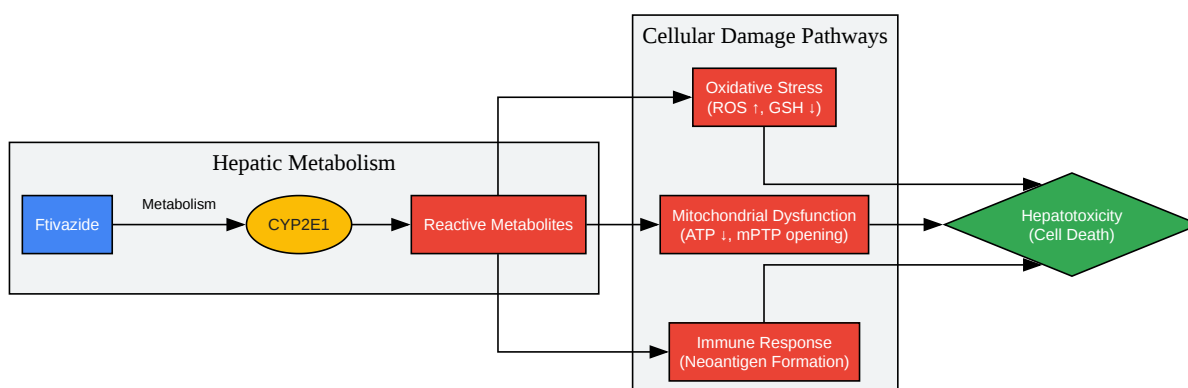 Cellular Damage Pathways
Oxidative Stress
(ROS ↑, GSH ↓)
Hepatic Metabolism
Ftivazide
Metabolism
CYP2E1
Reactive Metabolites
Mitochondrial Dysfunction
(ATP ↓, mPTP opening)
Hepatotoxicity
(Cell Death)
Immune Response
(Neoantigen Formation)